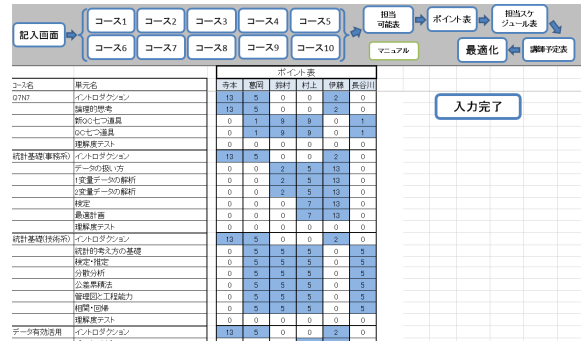 記入画面
コース1 コース2 コース3 コース4 コース5
コース6 コース7 コース8 コース9 コース10
担当可能表
ポイント表
担当スケジュール表
マニュアル
最適化
講師予定表
入力完了
ポイント表
コース名 単元名 寺本 葛岡 鈴村 村上 伊藤 長谷川
Q7N7 イントロダクション 13 5 0 0 2 0
論理的思考 13 5 0 0 2 0
新QC七つ道具 0 1 9 9 0 1
QC七つ道具 0 1 9 9 0 1
理解度テスト 0 0 0 0 0 0
統計基礎(事務系) イントロダクション 13 5 0 0 2 0
データの扱い方 0 0 2 5 13 0
1変量データの解析 0 0 2 5 13 0
2変量データの解析 0 0 2 5 13 0
検定 0 0 0 7 13 0
最適計画 0 0 0 7 13 0
理解度テスト 0 0 0 0 0 0
統計基礎(技術系) イントロダクション 13 5 0 0 2 0
統計的考え方の基礎 0 5 5 5 0 5
検定・推定 0 5 5 5 0 5
分散分析 0 5 5 5 0 5
公差累積法 0 5 5 5 0 5
管理図と工程能力 0 5 5 5 0 5
相関・回帰 0 5 5 5 0 5
理解度テスト 0 0 0 0 0 0
データ有効活用 イントロダクション 13 5 0 0 2 0